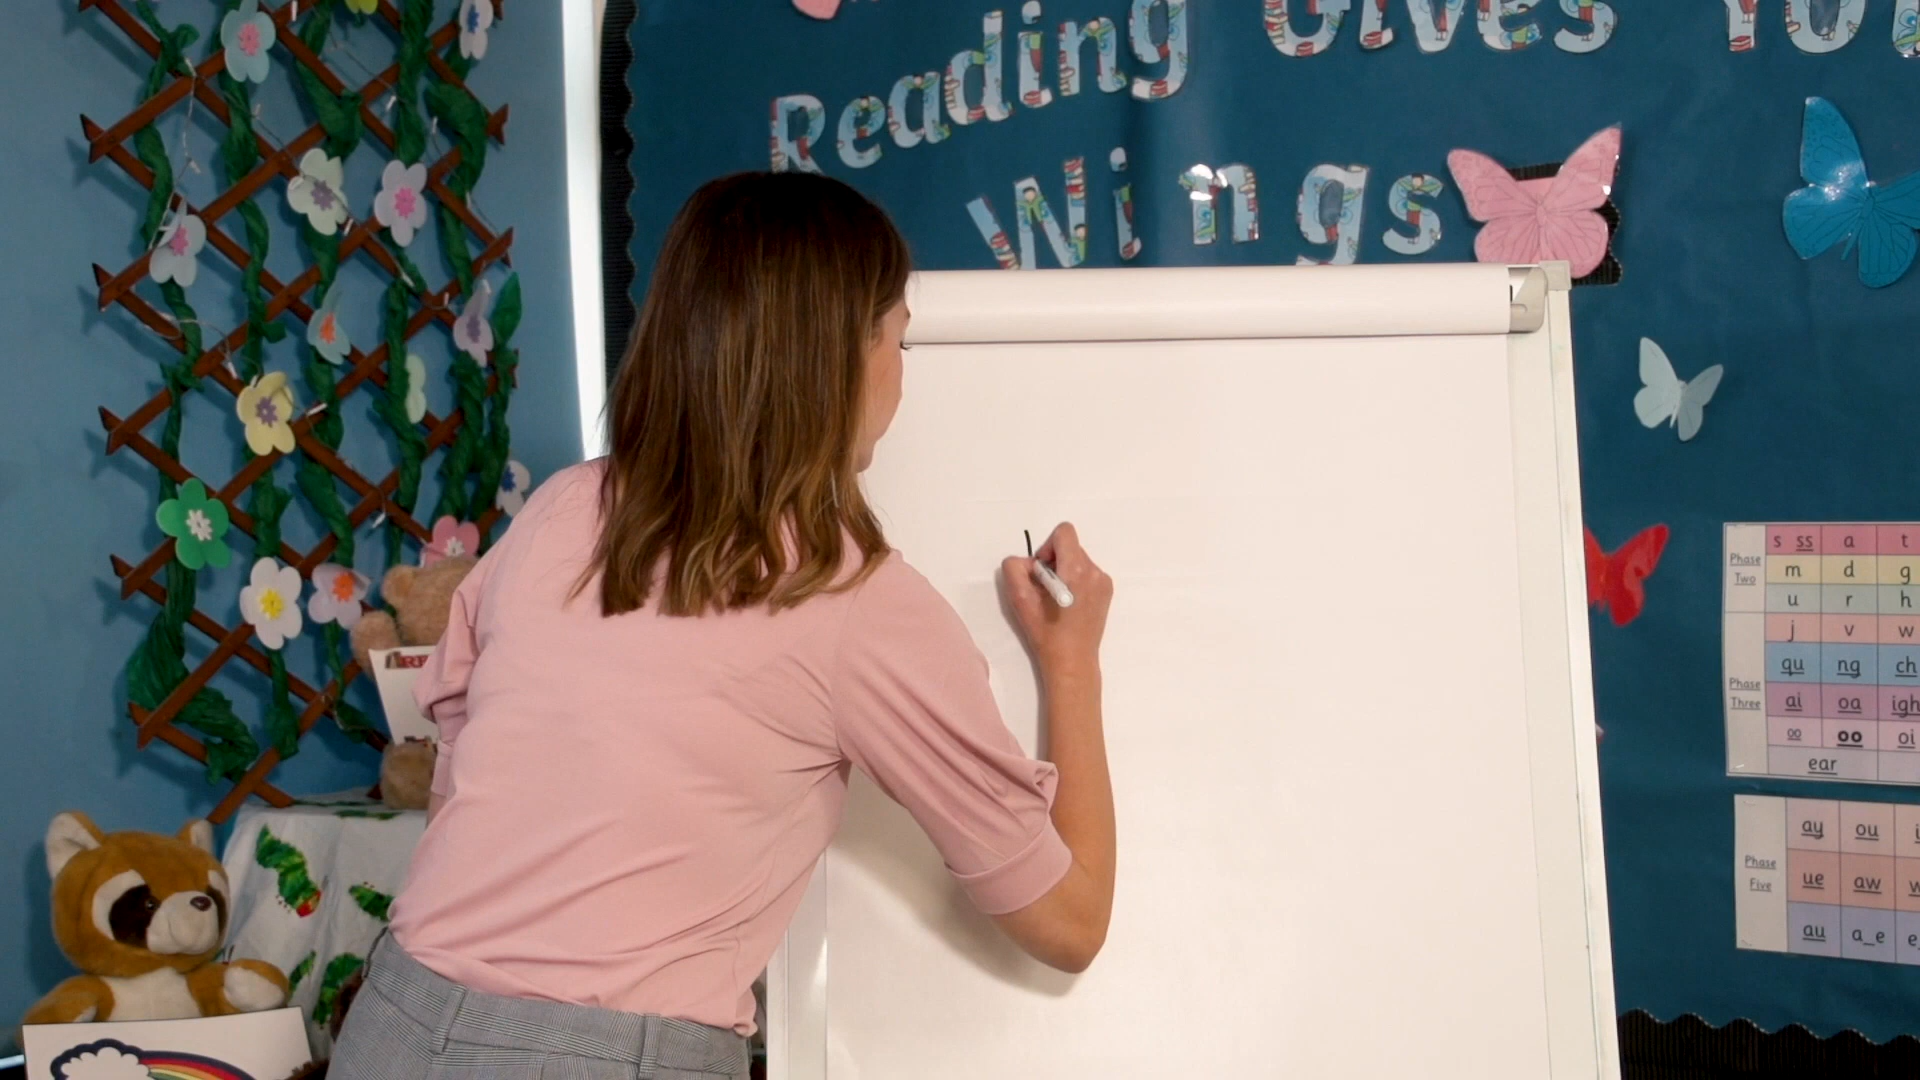 Reading Gives You
Wings
Phase Two
s ss a t
m d g
u r h
Phase Three
j v w
qu ng ch
ai oa igh
oo oo oi
ear
Phase Five
ay ou
ue aw
au a_e